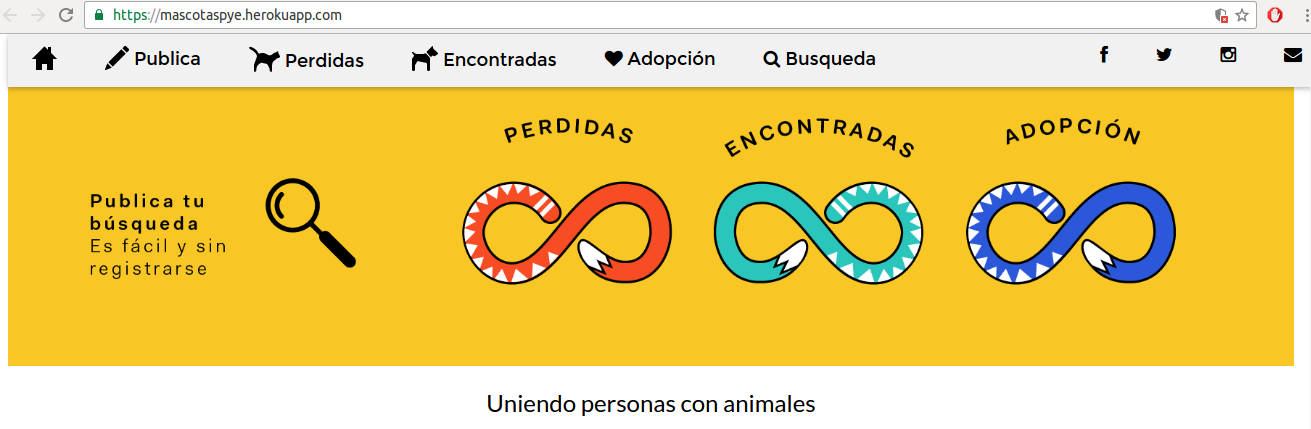 https://mascotaspye.herokuapp.com
Publica Perdidas Encontradas Adopción Busqueda
PERDIDAS ENCONTRADAS ADOPCIÓN
Publica tu
búsqueda
Es fácil y sin
registrarse
Uniendo personas con animales